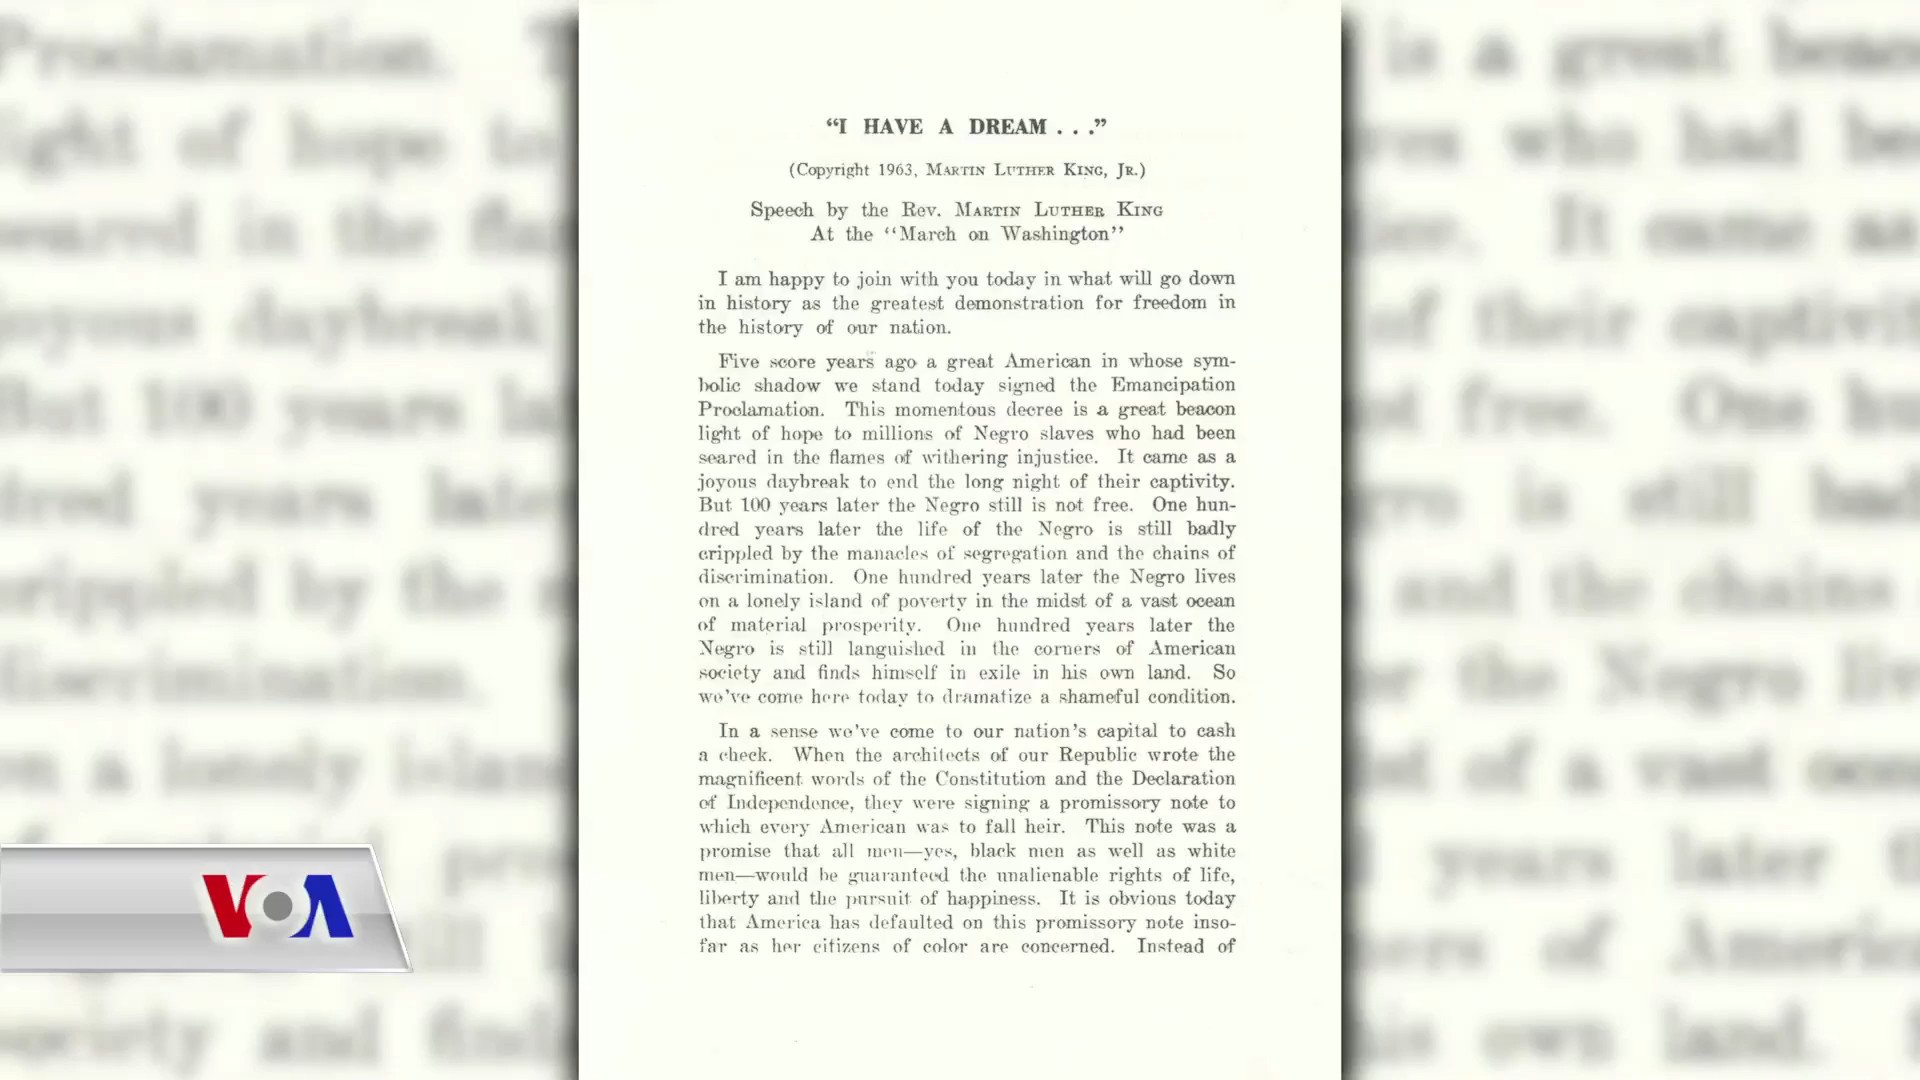 “I HAVE A DREAM . . .”
(Copyright 1963, MARTIN LUTHER KING, JR.)
Speech by the Rev. MARTIN LUTHER KING
At the “March on Washington”
I am happy to join with you today in what will go down
in history as the greatest demonstration for freedom in
the history of our nation.
Five score years ago a great American in whose sym-
bolic shadow we stand today signed the Emancipation
Proclamation. This momentous decree is a great beacon
light of hope to millions of Negro slaves who had been
seared in the flames of withering injustice. It came as a
joyous daybreak to end the long night of their captivity.
But 100 years later the Negro still is not free. One hun-
dred years later the life of the Negro is still badly
crippled by the manacles of segregation and the chains of
discrimination. One hundred years later the Negro lives
on a lonely island of poverty in the midst of a vast ocean
of material prosperity. One hundred years later the
Negro is still languished in the corners of American
society and finds himself in exile in his own land. So
we’ve come here today to dramatize a shameful condition.
In a sense we’ve come to our nation’s capital to cash
a check. When the architects of our Republic wrote the
magnificent words of the Constitution and the Declaration
of Independence, they were signing a promissory note to
which every American was to fall heir. This note was a
promise that all men—yes, black men as well as white
men—would be guaranteed the unalienable rights of life,
liberty and the pursuit of happiness. It is obvious today
that America has defaulted on this promissory note inso-
far as her citizens of color are concerned. Instead of
VOA